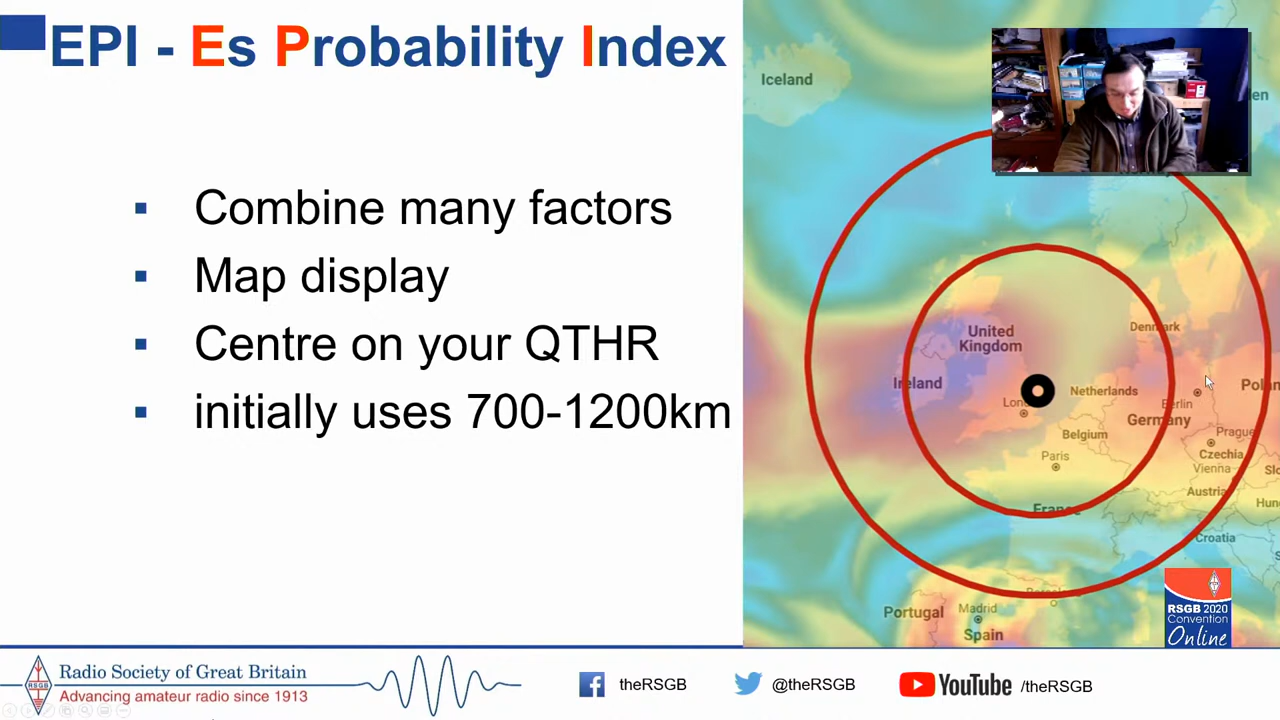 EPI - Es Probability Index
Combine many factors
Map display
Centre on your QTHR
initially uses 700-1200km
Iceland
United
Kingdom
Ireland
Denmark
Netherlands
Berlin
Germany
Belgium
Prague
Czechia
Paris
Vienna
Austria
France
Croatia
Portugal
Madrid
Spain
RSGB 2020
Convention
Online
RSGB
Radio Society of Great Britain
Advancing amateur radio since 1913
theRSGB
@theRSGB
YouTube /theRSGB